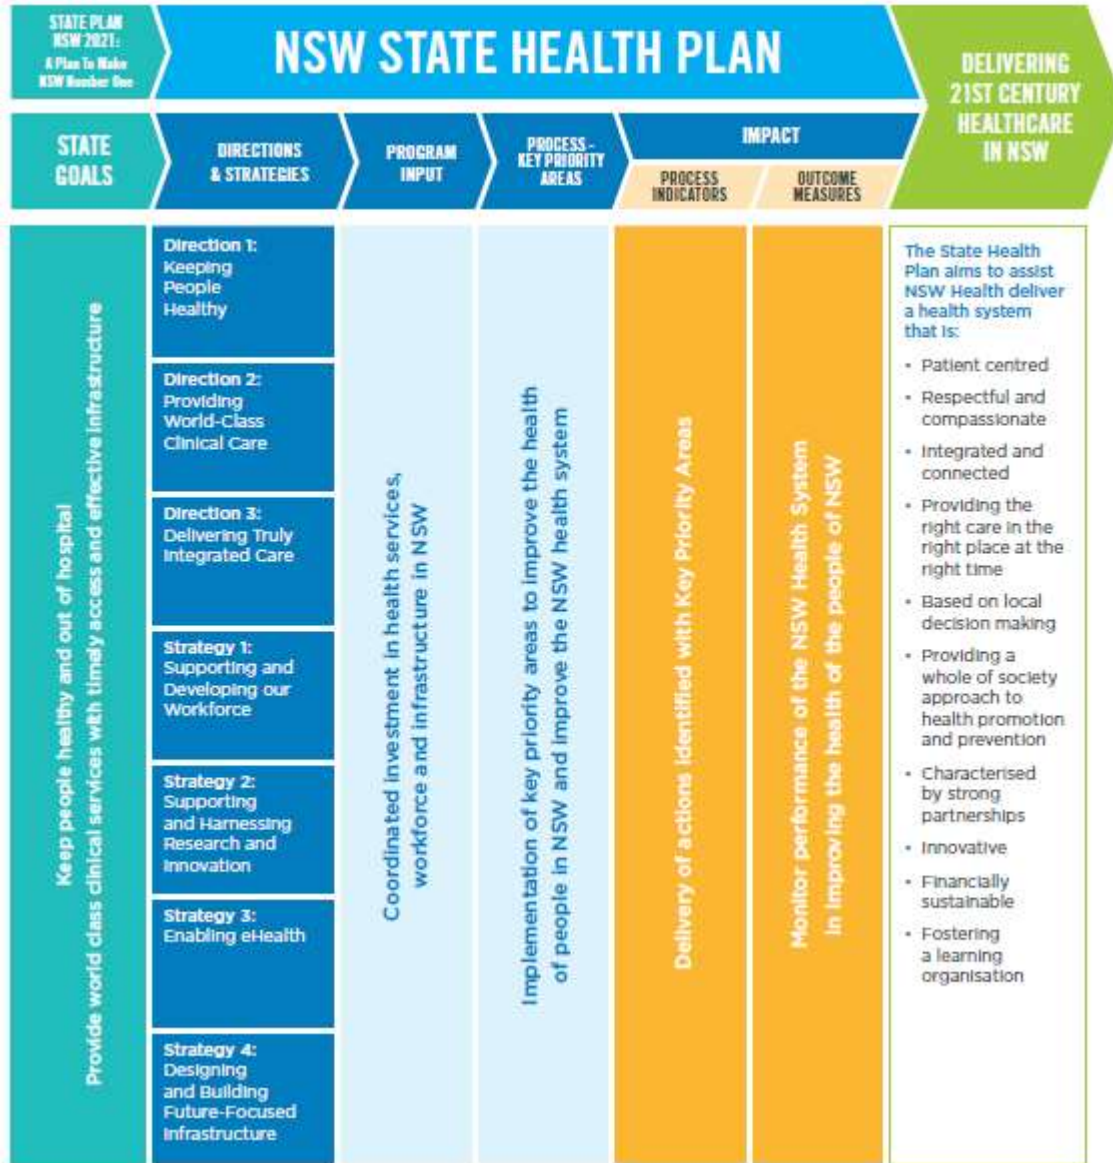 STATE PLAN
NSW 2021:
A Plan To Make
NSW Number One
NSW STATE HEALTH PLAN
DELIVERING
21ST CENTURY
HEALTHCARE
IN NSW
STATE
GOALS
DIRECTIONS
& STRATEGIES
PROGRAM
INPUT
PROCESS -
KEY PRIORITY
AREAS
IMPACT
PROCESS
INDICATORS
OUTCOME
MEASURES
Keep people healthy and out of hospital
Provide world class clinical services with timely access and effective infrastructure
Direction 1:
Keeping
People
Healthy
Direction 2:
Providing
World-Class
Clinical Care
Direction 3:
Delivering Truly
Integrated Care
Strategy 1:
Supporting and
Developing our
Workforce
Strategy 2:
Supporting
and Harnessing
Research and
Innovation
Strategy 3:
Enabling eHealth
Strategy 4:
Designing
and Building
Future-Focused
Infrastructure
Coordinated investment in health services,
workforce and infrastructure in NSW
Implementation of key priority areas to improve the health
of people in NSW and improve the NSW health system
Delivery of actions identified with Key Priority Areas
Monitor performance of the NSW Health System
in improving the health of the people of NSW
The State Health
Plan aims to assist
NSW Health deliver
a health system
that is:
• Patient centred
• Respectful and
compassionate
• Integrated and
connected
• Providing the
right care in the
right place at the
right time
• Based on local
decision making
• Providing a
whole of society
approach to
health promotion
and prevention
• Characterised
by strong
partnerships
• Innovative
• Financially
sustainable
• Fostering
a learning
organisation